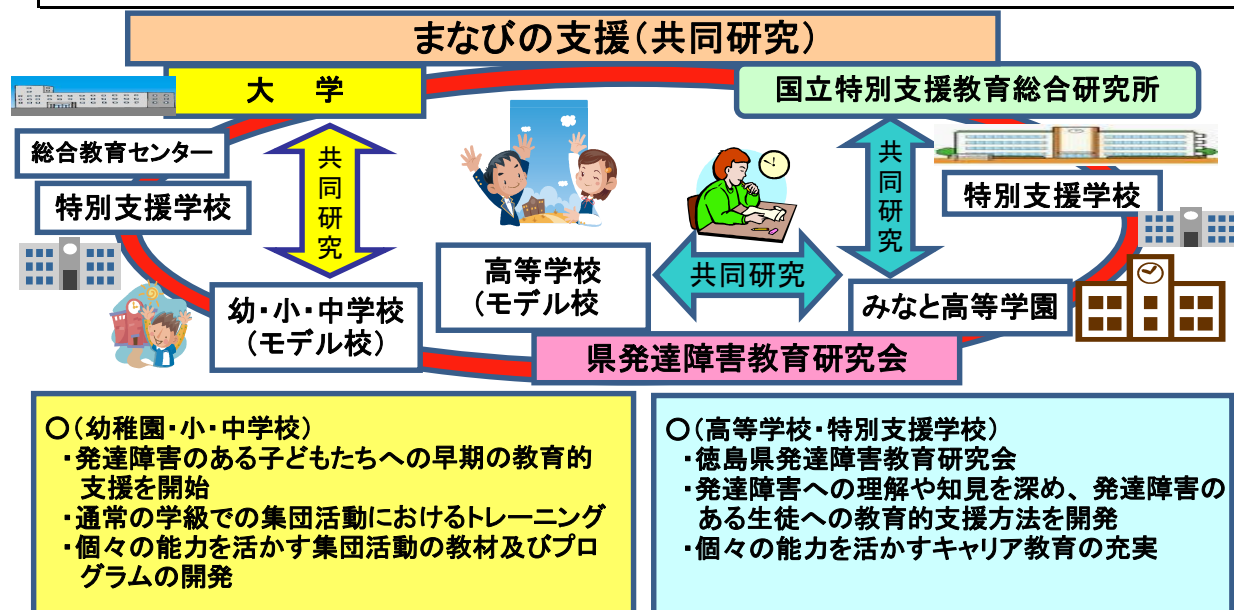 まなびの支援（共同研究）
大　学
国立特別支援教育総合研究所
総合教育センター
特別支援学校
共同研究
共同研究
特別支援学校
高等学校
（モデル校
共同研究
幼・小・中学校
（モデル校）
みなと高等学園
県発達障害教育研究会
○（幼稚園・小・中学校）
・発達障害のある子どもたちへの早期の教育的
支援を開始
・通常の学級での集団活動におけるトレーニング
・個々の能力を活かす集団活動の教材及びプロ
グラムの開発
○（高等学校・特別支援学校）
・徳島県発達障害教育研究会
・発達障害への理解や知見を深め、発達障害の
ある生徒への教育的支援方法を開発
・個々の能力を活かすキャリア教育の充実